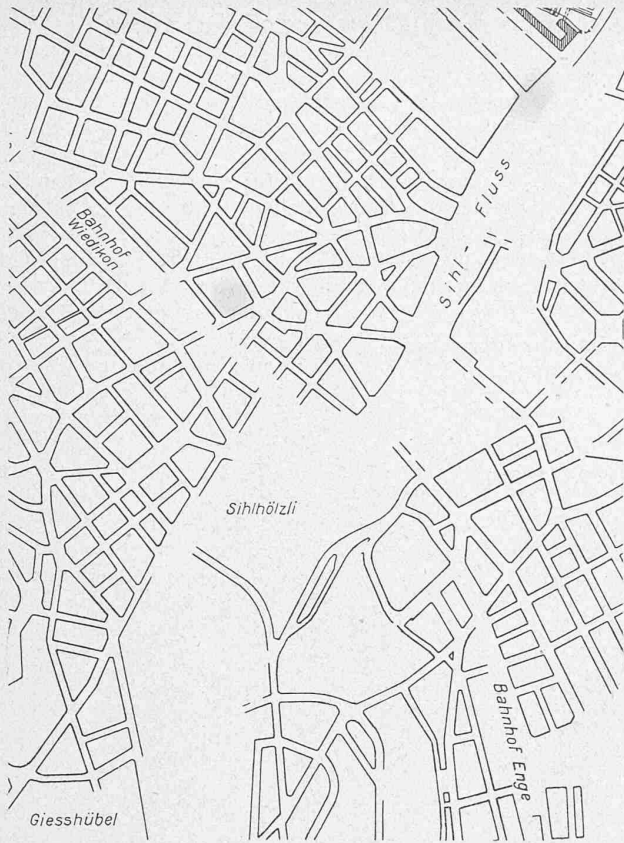 Sihl-Fluss
Bahnhof
Wiedikon
Sihlhölzli
Bahnhof Enge
Giesshübel